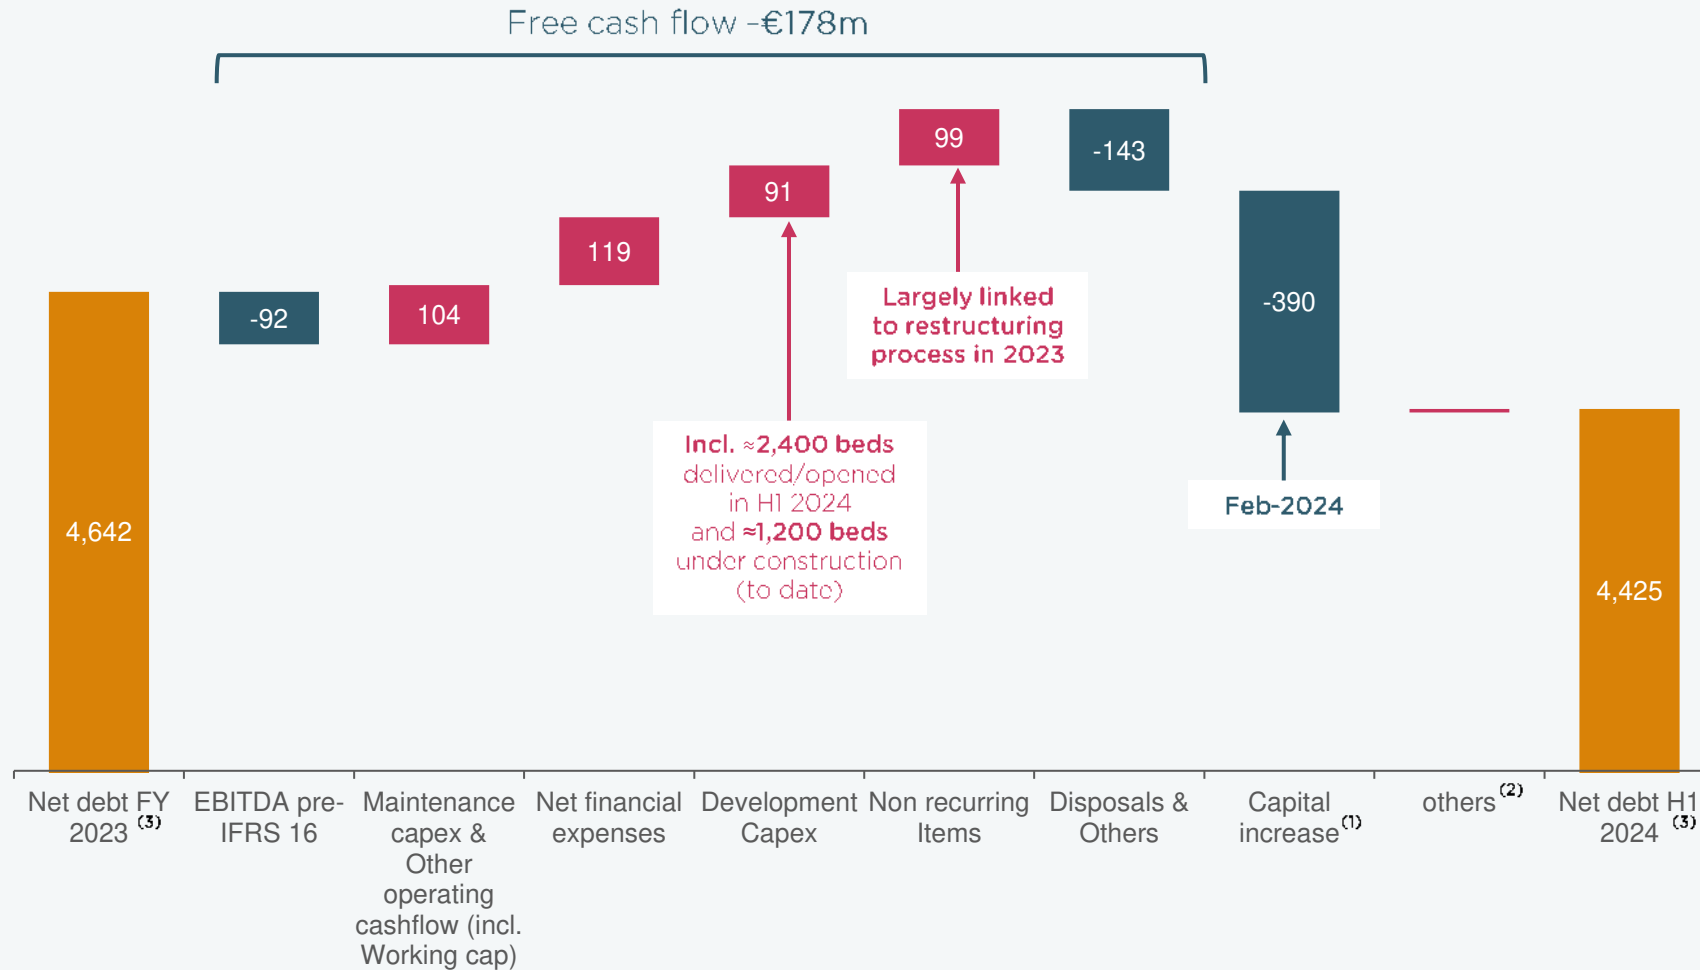 Free cash flow -€178m
-92
104
119
91
99
-143
-390
4,642
4,425
Largely linked
to restructuring
process in 2023
Incl. ≈2,400 beds
delivered/opened
in H1 2024
and ≈1,200 beds
under construction
(to date)
Feb-2024
Net debt FY
2023 (3)
EBITDA pre-
IFRS 16
Maintenance
capex &
Other
operating
cashflow (incl.
Working cap)
Net financial
expenses
Development
Capex
Non recurring
Items
Disposals &
Others
Capital
increase(1)
others (2)
Net debt H1
2024 (3)